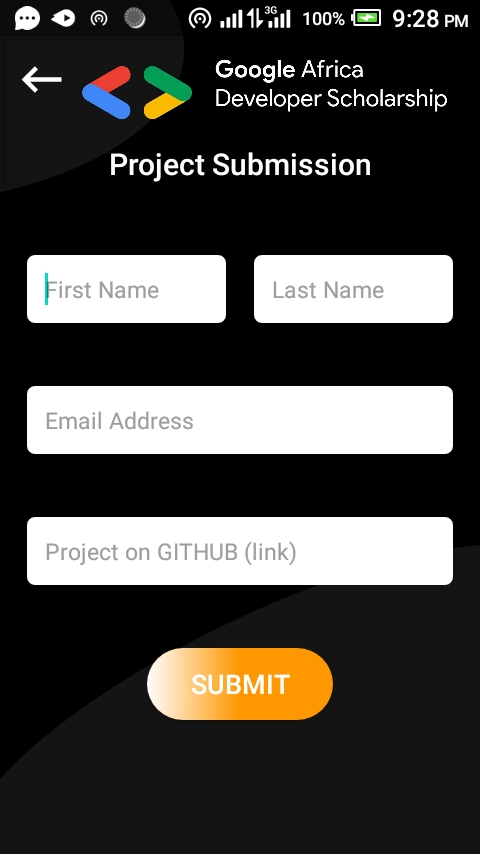 3G 100% 9:28 PM
Google Africa
Developer Scholarship
Project Submission
First Name Last Name
Email Address
Project on GITHUB (link)
SUBMIT